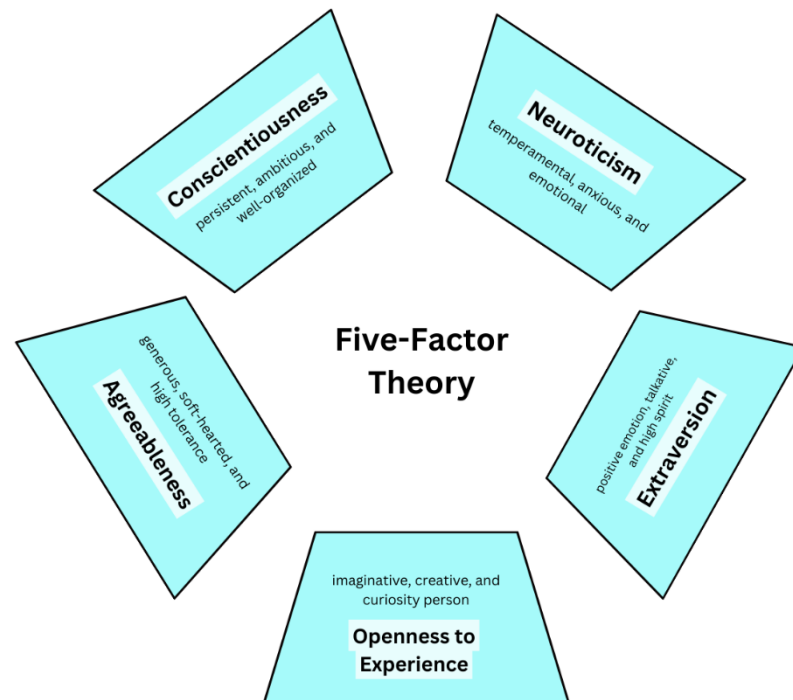 Conscientiousness
persistent, ambitious, and
well-organized
Neuroticism
temperamental, anxious, and
emotional
Five-Factor
Theory
generous, soft-hearted, and
high tolerance
Agreeableness
positive emotion, talkative,
and high spirit
Extraversion
imaginative, creative, and
curiosity person
Openness to
Experience